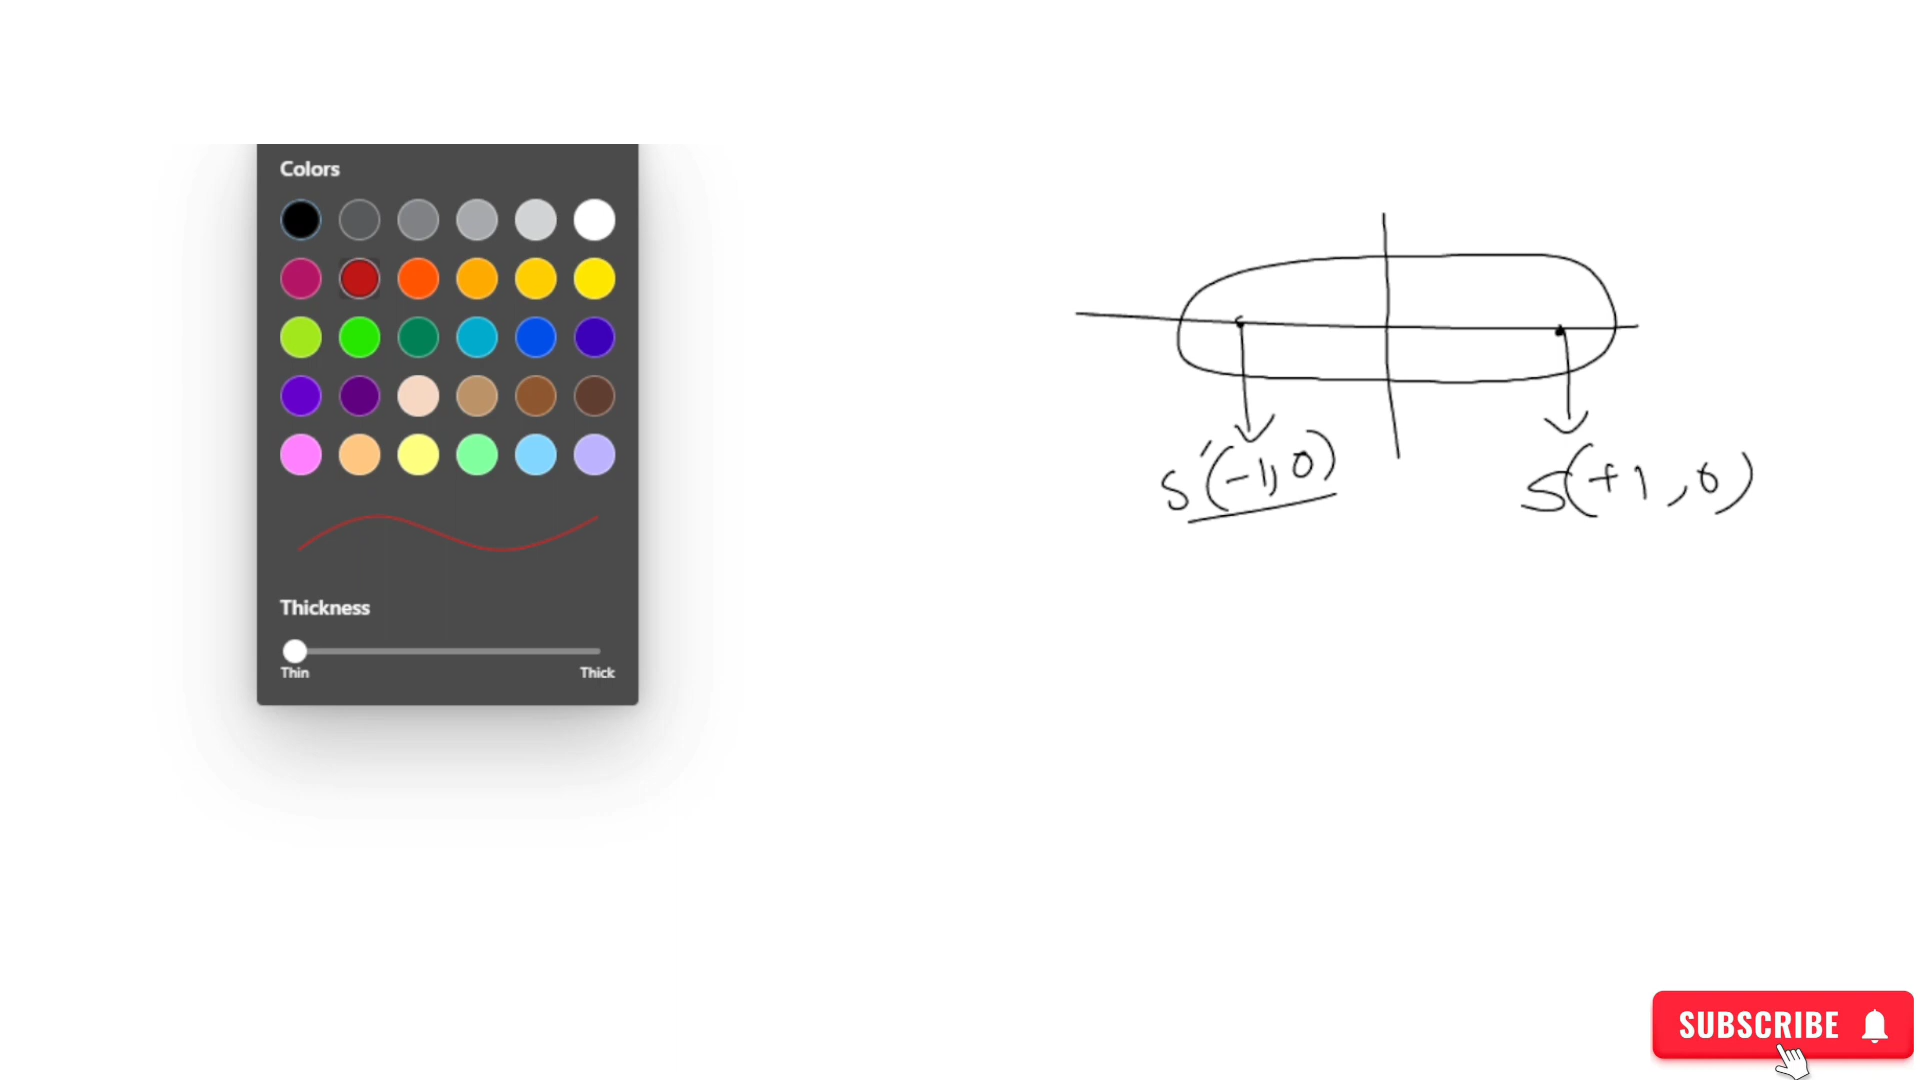 Colors
S'(-1,0)
S(+1,0)
Thickness
Thin
Thick
SUBSCRIBE